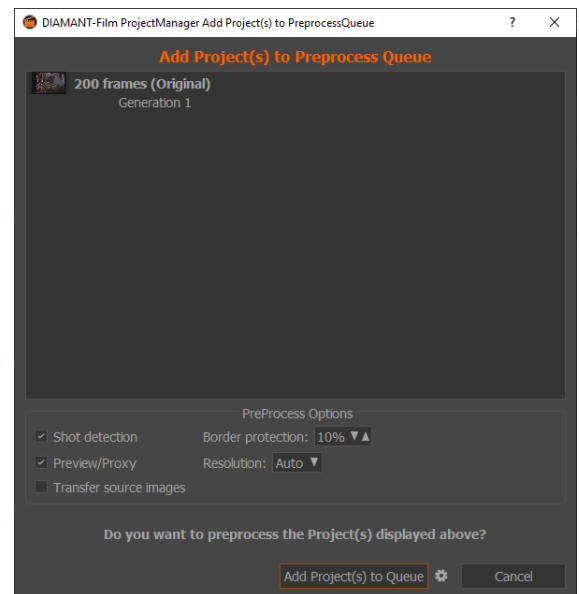 DIAMANT-Film ProjectManager Add Project(s) to PreprocessQueue ? ×
Add Project(s) to Preprocess Queue
200 frames (Original)
Generation 1
PreProcess Options
Shot detection Border protection: 10%
Preview/Proxy Resolution: Auto
Transfer source images
Do you want to preprocess the Project(s) displayed above?
Add Project(s) to Queue Cancel